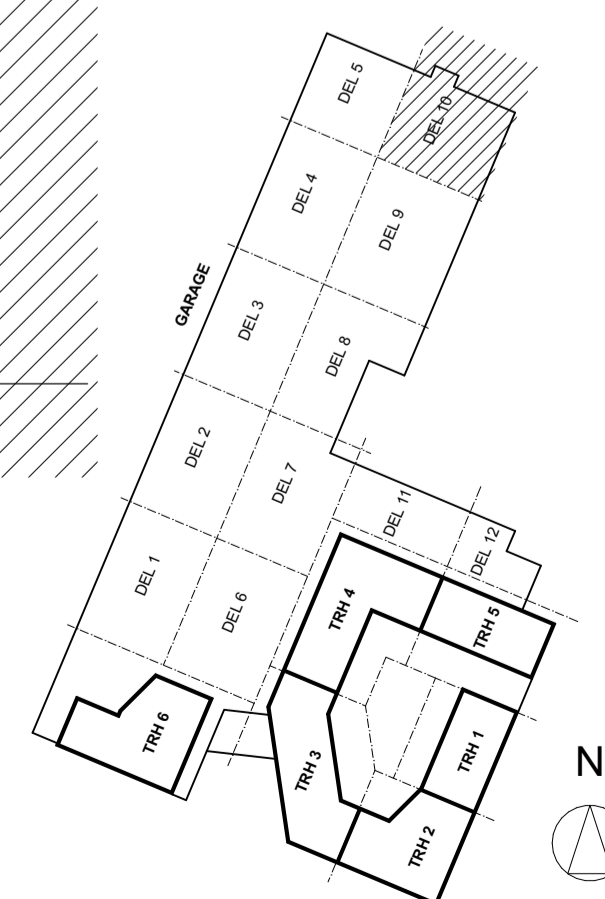 DEL 5
DEL 10
DEL 4
DEL 9
GARAGE
DEL 3
DEL 8
DEL 2
DEL 7
DEL 11
DEL 12
DEL 1
DEL 6
TRH 4
TRH 5
TRH 6
TRH 3
TRH 1
TRH 2
N